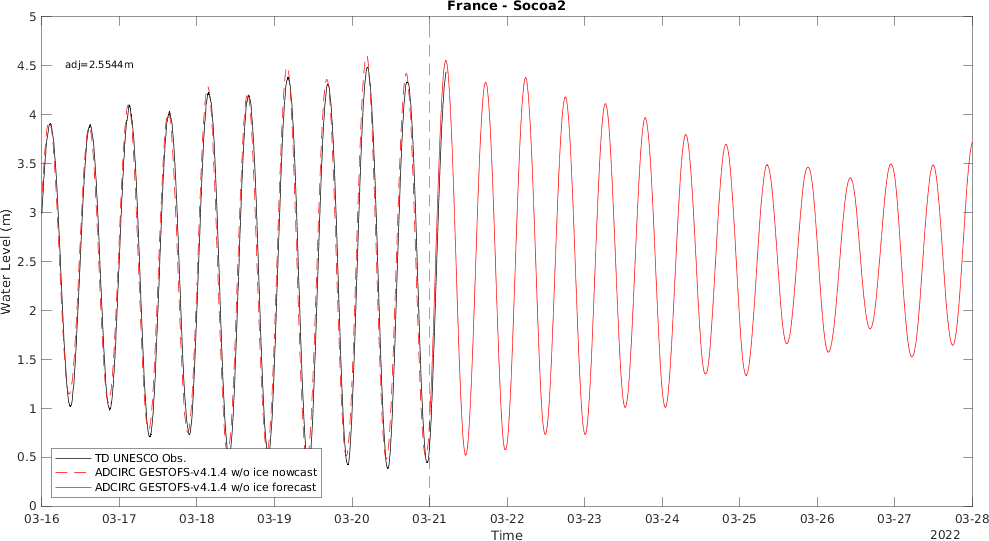 France - Socoa2
adj=2.5544m
Water Level (m)
5
4.5
4
3.5
3
2.5
2
1.5
1
0.5
0
TD UNESCO Obs.
ADCIRC GESTOFS-v4.1.4 w/o ice nowcast
ADCIRC GESTOFS-v4.1.4 w/o ice forecast
03-16 03-17 03-18 03-19 03-20 03-21 03-22 03-23 03-24 03-25 03-26 03-27 03-28
Time
2022